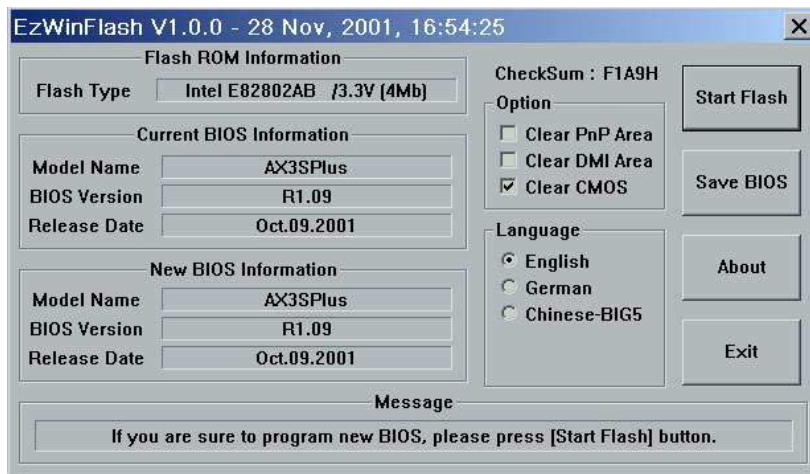 EzWinFlash V1.0.0 - 28 Nov, 2001, 16:54:25
Flash ROM Information
Flash Type Intel E82802AB /3.3V (4Mb)
Current BIOS Information
Model Name AX3SPlus
BIOS Version R1.09
Release Date Oct.09.2001
New BIOS Information
Model Name AX3SPlus
BIOS Version R1.09
Release Date Oct.09.2001
CheckSum : F1A9H
Option
Clear PnP Area
Clear DMI Area
Clear CMOS
Language
English
German
Chinese-BIG5
Start Flash
Save BIOS
About
Exit
Message
If you are sure to program new BIOS, please press [Start Flash] button.